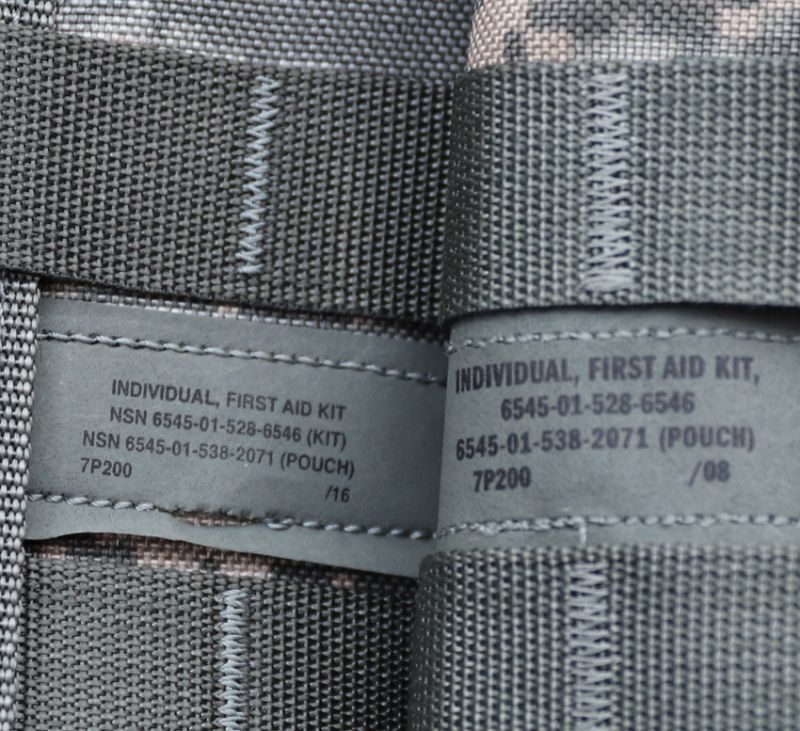 INDIVIDUAL, FIRST AID KIT
NSN 6545-01-528-6546 (KIT)
NSN 6545-01-538-2071 (POUCH)
7P200
/16
INDIVIDUAL, FIRST AID KIT,
6545-01-528-6546
6545-01-538-2071 (POUCH)
7P200 /08